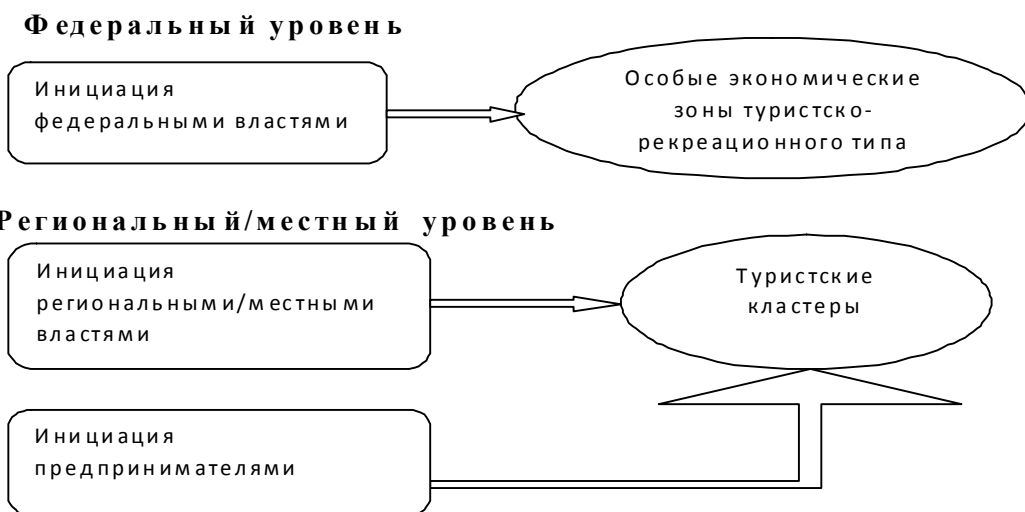 Федеральный уровень
Инициация
федеральными властями
Особые экономические
зоны туристско-
рекреационного типа
Региональный/местный уровень
Инициация
региональными/местными
властями
Туристские
кластеры
Инициация
предпринимателями